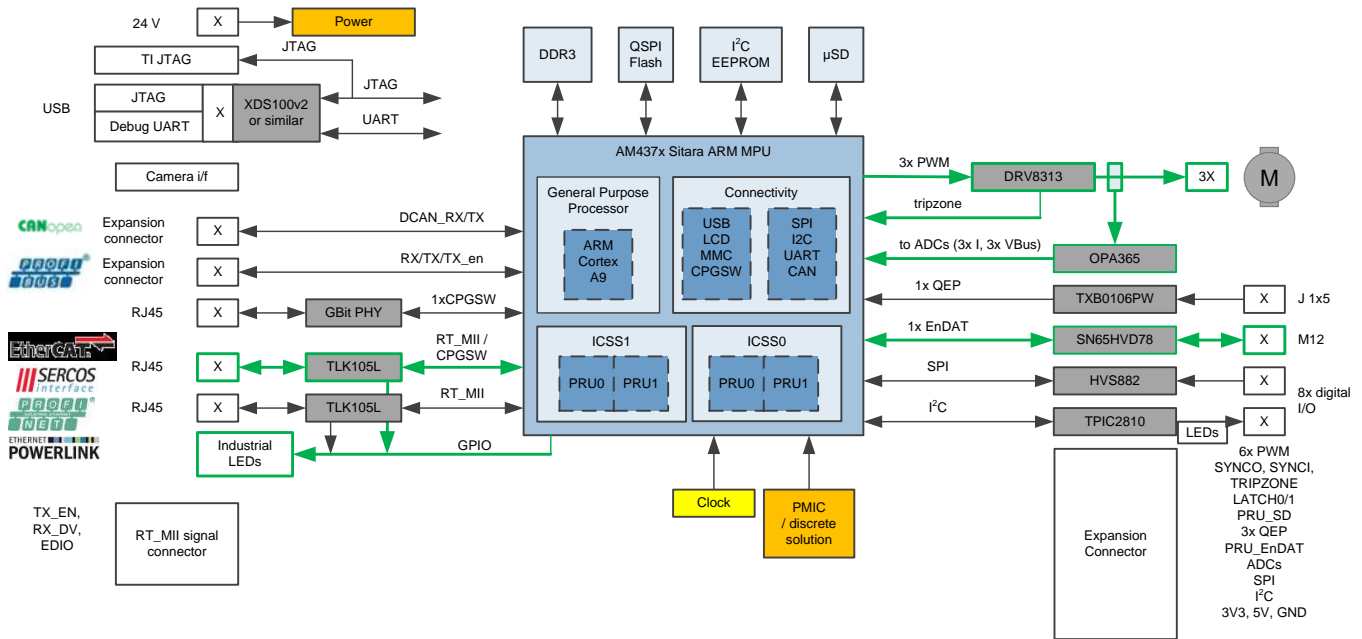 24 V
X
Power
TI JTAG
JTAG
USB
JTAG
Debug UART
X
XDS100v2
or similar
JTAG
UART
Camera i/f
CANopen
Expansion
connector
X
DCAN_RX/TX
PROFI
BUS
Expansion
connector
X
RX/TX/TX_en
RJ45
X
GBit PHY
1xCPGSW
EtherCAT
RJ45
X
TLK105L
RT_MII /
CPGSW
SERCOS
interface
PROFI
NET
RJ45
X
TLK105L
RT_MII
ETHERNET
POWERLINK
Industrial
LEDs
GPIO
TX_EN,
RX_DV,
EDIO
RT_MII signal
connector
DDR3
QSPI
Flash
I2C
EEPROM
µSD
AM437x Sitara ARM MPU
General Purpose
Processor
ARM
Cortex
A9
Connectivity
USB
LCD
MMC
CPGSW
SPI
I2C
UART
CAN
ICSS1
PRU0
PRU1
ICSS0
PRU0
PRU1
Clock
PMIC
/ discrete
solution
3x PWM
DRV8313
3X
M
tripzone
to ADCs (3x I, 3x VBus)
OPA365
1x QEP
TXB0106PW
X
J 1x5
1x EnDAT
SN65HVD78
X
M12
SPI
HVS882
X
8x digital
I/O
I2C
TPIC2810
LEDs
X
Expansion
Connector
6x PWM
SYNCO, SYNCI,
TRIPZONE
LATCH0/1
PRU_SD
3x QEP
PRU_EnDAT
ADCs
SPI
I2C
3V3, 5V, GND